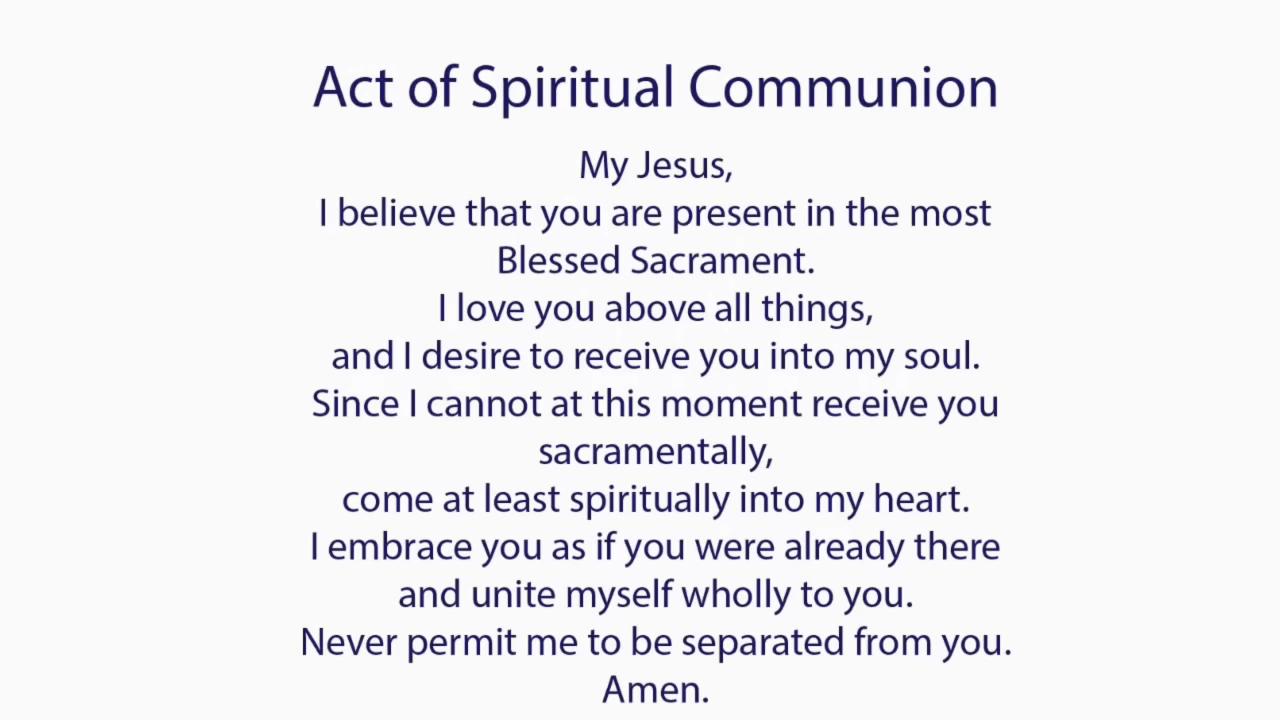 Act of Spiritual Communion
My Jesus,
I believe that you are present in the most
Blessed Sacrament.
I love you above all things,
and I desire to receive you into my soul.
Since I cannot at this moment receive you
sacramentally,
come at least spiritually into my heart.
I embrace you as if you were already there
and unite myself wholly to you.
Never permit me to be separated from you.
Amen.